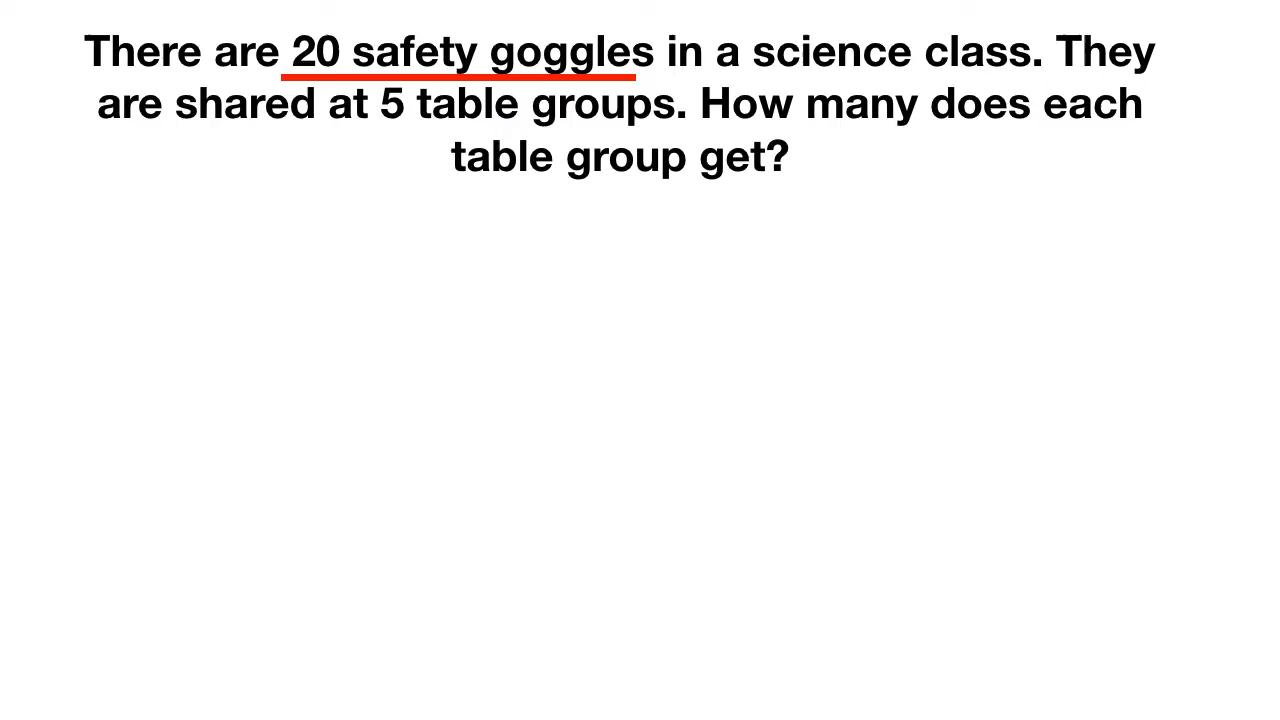 There are 20 safety goggles in a science class. They
are shared at 5 table groups. How many does each
table group get?